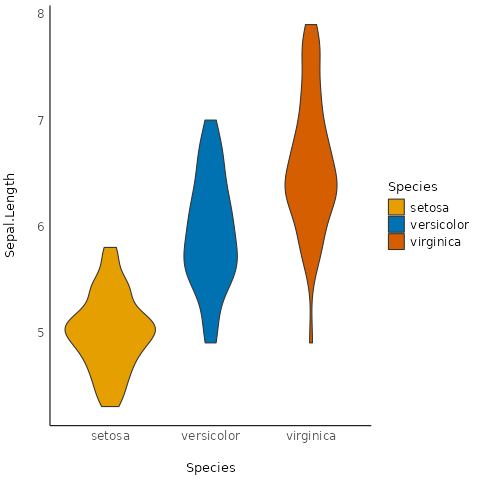 8
7
6
5
Sepal.Length
setosa versicolor virginica
Species
Species
setosa
versicolor
virginica